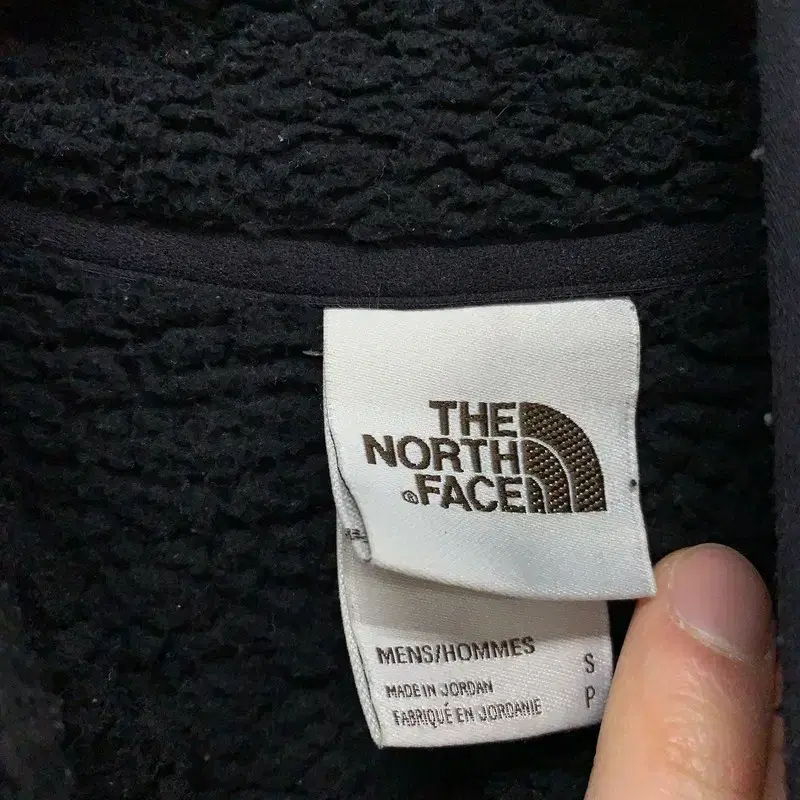 THE
NORTH
®FACE
MENS/HOMMES S
MADE IN JORDAN
FABRIQUÉ EN JORDANIE P